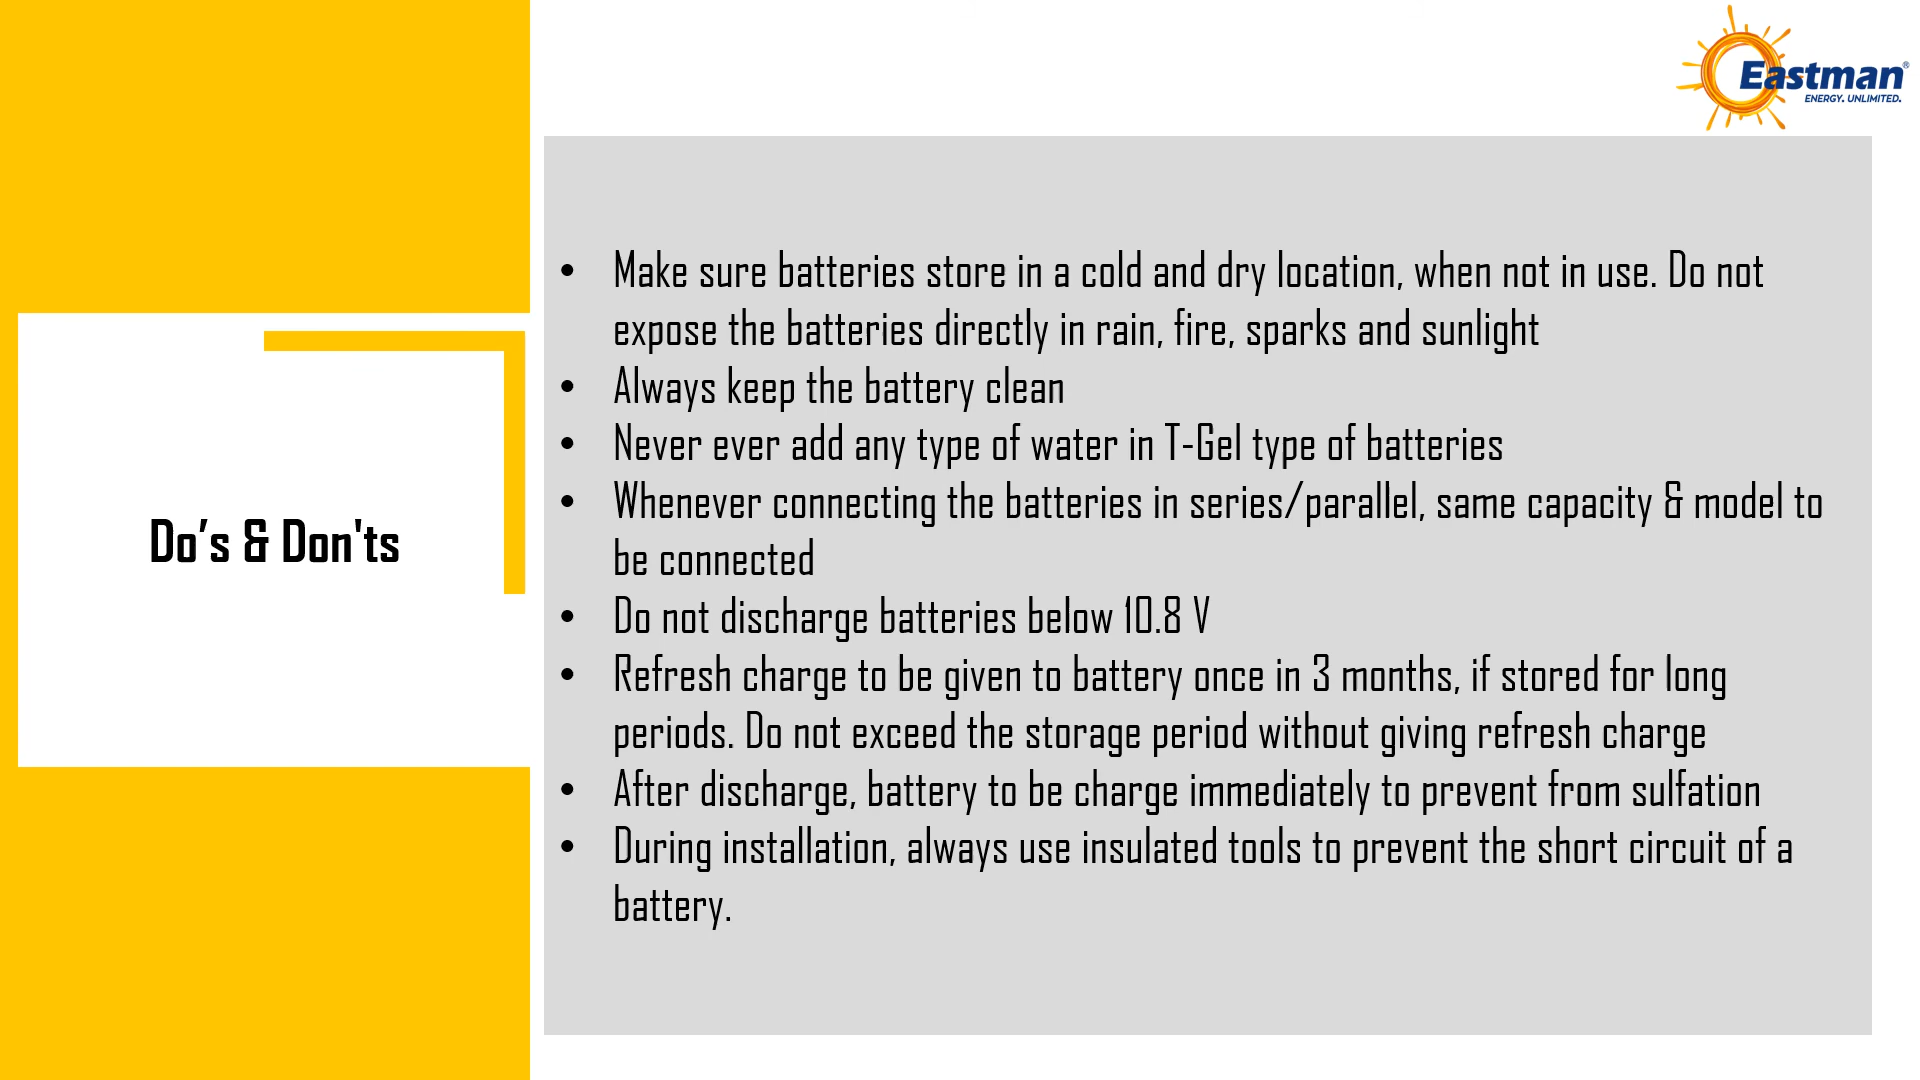 Eastman®
ENERGY. UNLIMITED.
Do’s & Don'ts
• Make sure batteries store in a cold and dry location, when not in use. Do not
expose the batteries directly in rain, fire, sparks and sunlight
• Always keep the battery clean
• Never ever add any type of water in T-Gel type of batteries
• Whenever connecting the batteries in series/parallel, same capacity & model to
be connected
• Do not discharge batteries below 10.8 V
• Refresh charge to be given to battery once in 3 months, if stored for long
periods. Do not exceed the storage period without giving refresh charge
• After discharge, battery to be charge immediately to prevent from sulfation
• During installation, always use insulated tools to prevent the short circuit of a
battery.